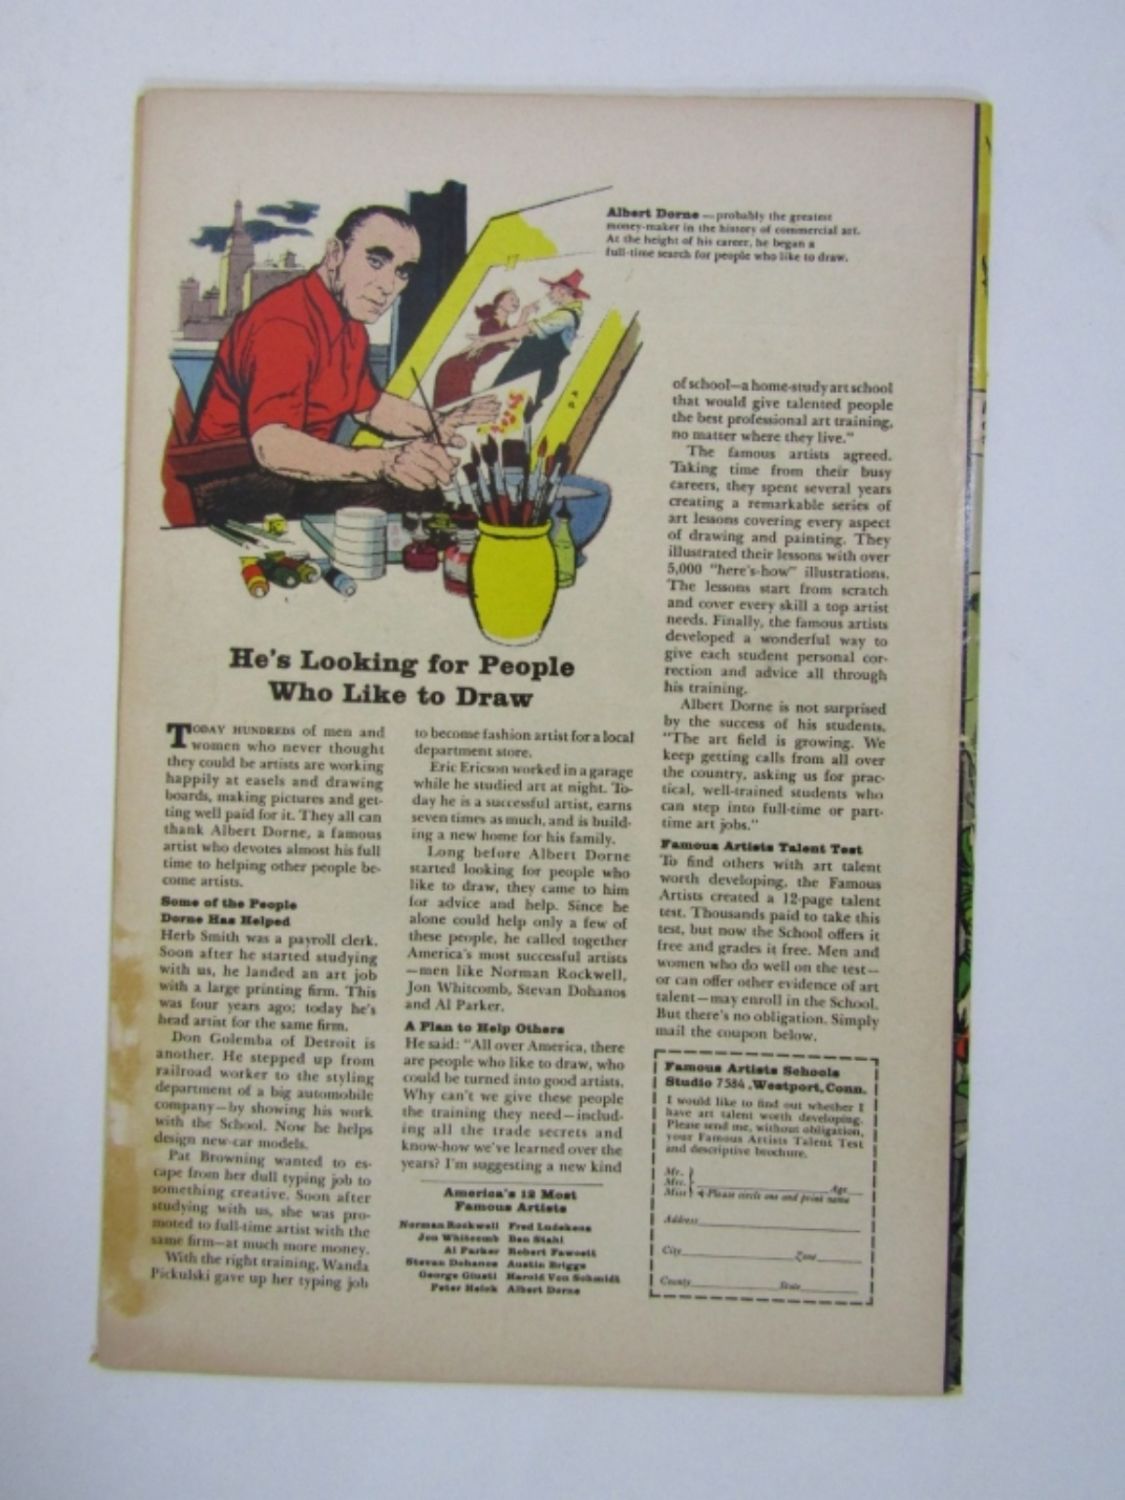 Albert Dorne — probably the greatest
money-maker in the history of commercial art.
At the height of his career, he began a
full-time search for people who like to draw.
He's Looking for People
Who Like to Draw
TODAY HUNDREDS of men and
women who never thought
they could be artists are working
happily at easels and drawing
boards, making pictures and get-
ting well paid for it. They all can
thank Albert Dorne, a famous
artist who devotes almost his full
time to helping other people be-
come artists.
Some of the People
Dorne Has Helped
Herb Smith was a payroll clerk.
Soon after he started studying
with us, he landed an art job
with a large printing firm. This
was four years ago; today he's
head artist for the same firm.
Don Golemba of Detroit is
another. He stepped up from
railroad worker to the styling
department of a big automobile
company—by showing his work
with the School. Now he helps
design new-car models.
Pat Browning wanted to es-
cape from her dull typing job to
something creative. Soon after
studying with us, she was pro-
moted to full-time artist with the
same firm—at much more money.
With the right training, Wanda
Pickulski gave up her typing job
to become fashion artist for a local
department store.
Eric Ericson worked in a garage
while he studied art at night. To-
day he is a successful artist, earns
seven times as much, and is build-
ing a new home for his family.
Long before Albert Dorne
started looking for people who
like to draw, they came to him
for advice and help. Since he
alone could help only a few of
these people, he called together
America's most successful artists
—men like Norman Rockwell,
Jon Whitcomb, Stevan Dohanos
and Al Parker.
A Plan to Help Others
He said: "All over America, there
are people who like to draw, who
could be turned into good artists.
Why can't we give these people
the training they need—includ-
ing all the trade secrets and
know-how we've learned over the
years? I'm suggesting a new kind
America's 12 Most
Famous Artists
Norman Rockwell Fred Ludekens
Jon Whitcomb Ben Stahl
Al Parker Robert Fawcett
Stevan Dohanos Austin Briggs
George Giusti Harold Von Schmidt
Peter Helck Albert Dorne
of school—a home-study art school
that would give talented people
the best professional art training,
no matter where they live."
The famous artists agreed.
Taking time from their busy
careers, they spent several years
creating a remarkable series of
art lessons covering every aspect
of drawing and painting. They
illustrated their lessons with over
5,000 "here's-how" illustrations.
The lessons start from scratch
and cover every skill a top artist
needs. Finally, the famous artists
developed a wonderful way to
give each student personal cor-
rection and advice all through
his training.
Albert Dorne is not surprised
by the success of his students.
"The art field is growing. We
keep getting calls from all over
the country, asking us for prac-
tical, well-trained students who
can step into full-time or part-
time art jobs."
Famous Artists Talent Test
To find others with art talent
worth developing, the Famous
Artists created a 12-page talent
test. Thousands paid to take this
test, but now the School offers it
free and grades it free. Men and
women who do well on the test—
or can offer other evidence of art
talent—may enroll in the School.
But there's no obligation. Simply
mail the coupon below.
Famous Artists Schools
Studio 7584, Westport, Conn.
I would like to find out whether I
have art talent worth developing.
Please send me, without obligation,
your Famous Artists Talent Test
and descriptive brochure.
Mr.
Mrs. Age
Miss Please circle one and print name
Address
City Zone
County State